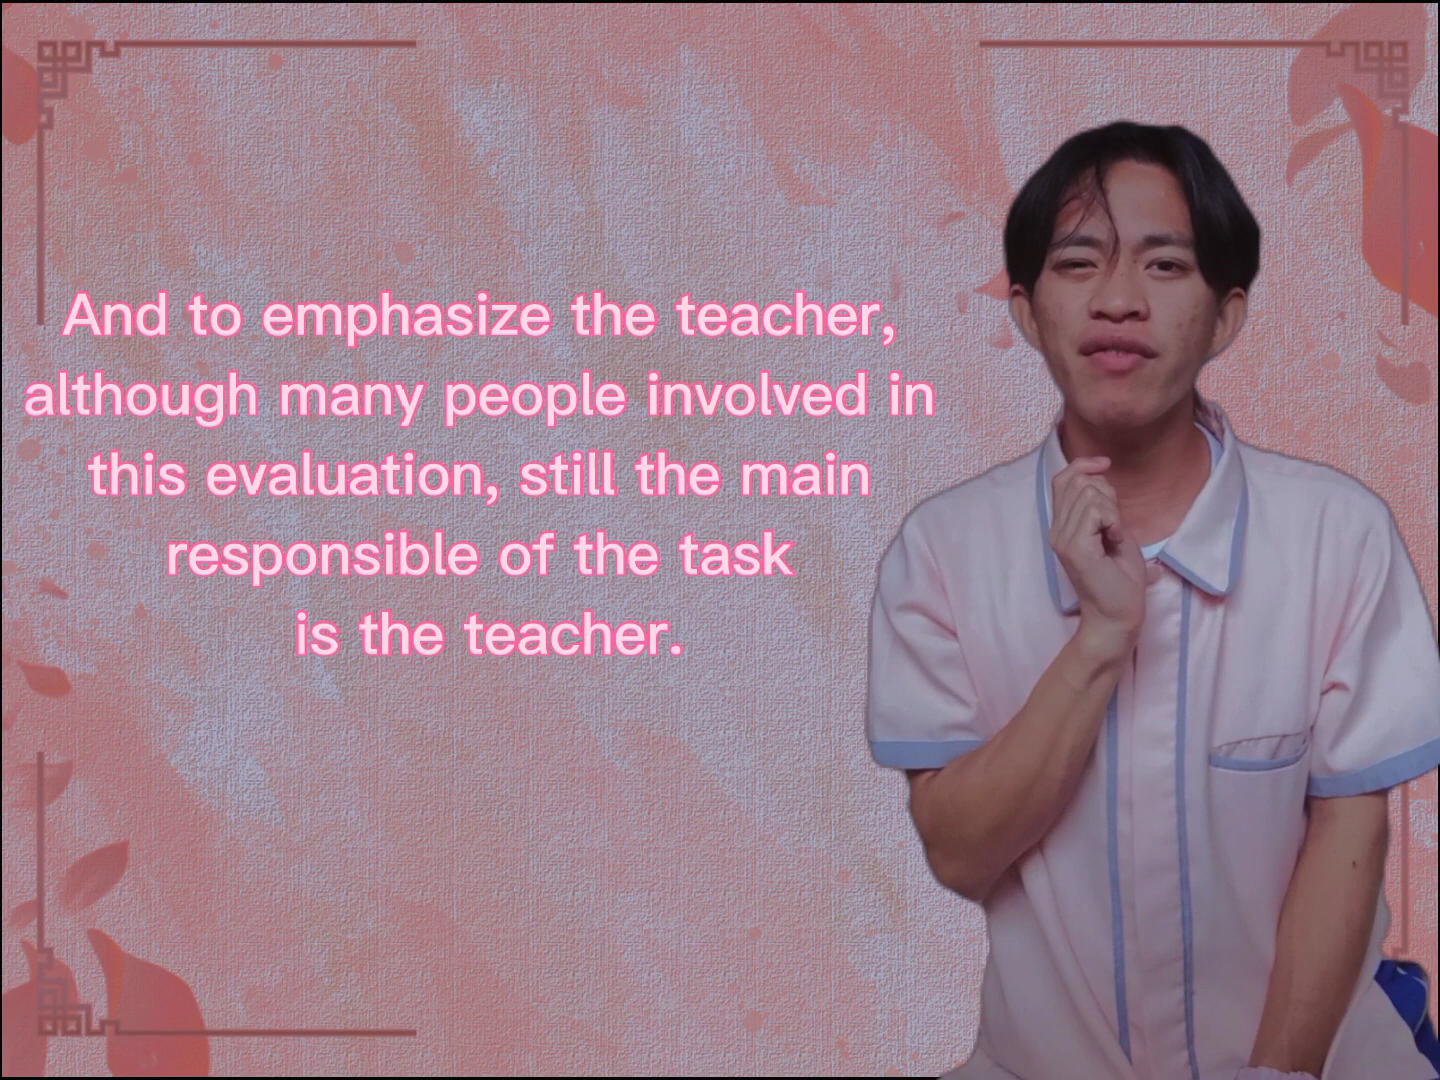 And to emphasize the teacher,
although many people involved in
this evaluation, still the main
responsible of the task
is the teacher.